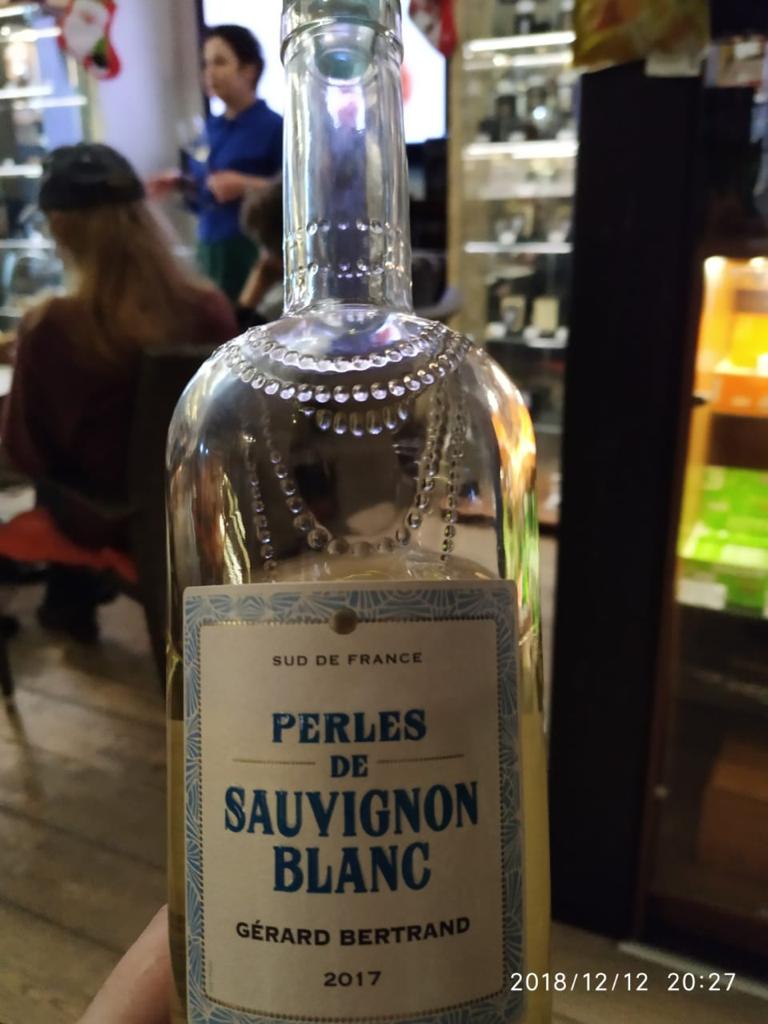 SUD DE FRANCE
PERLES
DE
SAUVIGNON
BLANC
GÉRARD BERTRAND
2017
2018/12/12 20:27